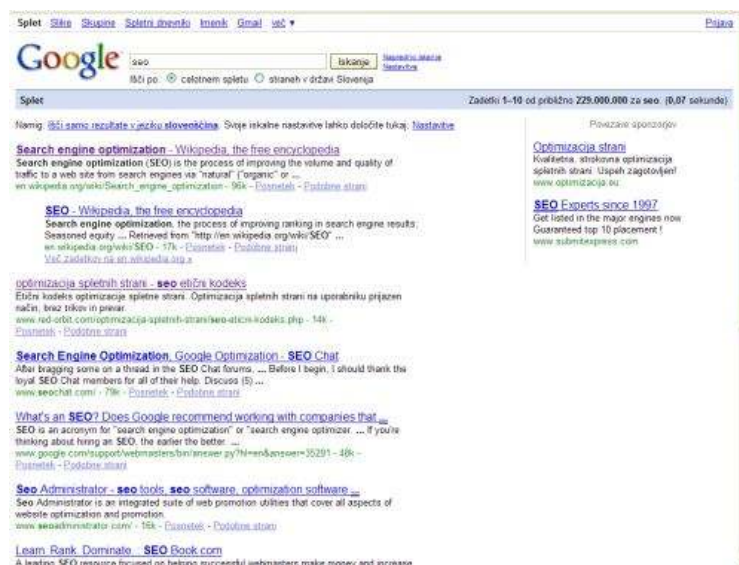 Splet Slike Skupine Spletni dnevniki Imenik Gmail več ▼ Prijava
Google seo Iskanje Napredno iskanje
Nastavitve
Išči po: celotnem spletu straneh v državi Slovenija
Splet Zadetki 1–10 od približno 229.000.000 za seo. (0,07 sekunde)
Namig: Išči samo rezultate v jeziku slovenščina. Svoje iskalne nastavitve lahko določite tukaj: Nastavitve
Search engine optimization - Wikipedia, the free encyclopedia
Search engine optimization (SEO) is the process of improving the volume and quality of
traffic to a web site from search engines via "natural" ("organic" or ...
en.wikipedia.org/wiki/Search_engine_optimization - 96k - Posnetek - Podobne strani
SEO - Wikipedia, the free encyclopedia
Search engine optimization, the process of improving ranking in search engine results;
Seasoned equity ... Retrieved from "http://en.wikipedia.org/wiki/SEO" ...
en.wikipedia.org/wiki/SEO - 17k - Posnetek - Podobne strani
Več zadetkov na en.wikipedia.org »
optimizacija spletnih strani - seo etični kodeks
Etični kodeks optimizacije spletne strani. Optimizacija spletnih strani na uporabniku prijazen
način, brez trikov in prevar.
www.red-orbit.com/optimizacija-spletnih-strani/seo-eticni-kodeks.php - 14k -
Posnetek - Podobne strani
Search Engine Optimization, Google Optimization - SEO Chat
After bragging some on a thread in the SEO Chat forums, ... Before I begin, I should thank the
loyal SEO Chat members for all of their help. Discuss (5) ...
www.seochat.com/ - 79k - Posnetek - Podobne strani
What's an SEO? Does Google recommend working with companies that ...
SEO is an acronym for "search engine optimization" or "search engine optimizer. ... If you're
thinking about hiring an SEO, the earlier the better. ...
www.google.com/support/webmasters/bin/answer.py?hl=en&answer=35291 - 48k -
Posnetek - Podobne strani
Seo Administrator - seo tools, seo software, optimization software ...
Seo Administrator is an integrated suite of web promotion utilities that cover all aspects of
website optimization and promotion.
www.seoadministrator.com/ - 16k - Posnetek - Podobne strani
Learn. Rank. Dominate. : SEO Book.com
A leading SEO resource focused on helping successful webmasters make money and increase
Povezave sponzorjev
Optimizacija strani
Kvalitetna, strokovna optimizacija
spletnih strani. Uspeh zagotovljen!
www.optimizacija.eu
SEO Experts since 1997
Get listed in the major engines now
Guaranteed top 10 placement !
www.submitexpress.com